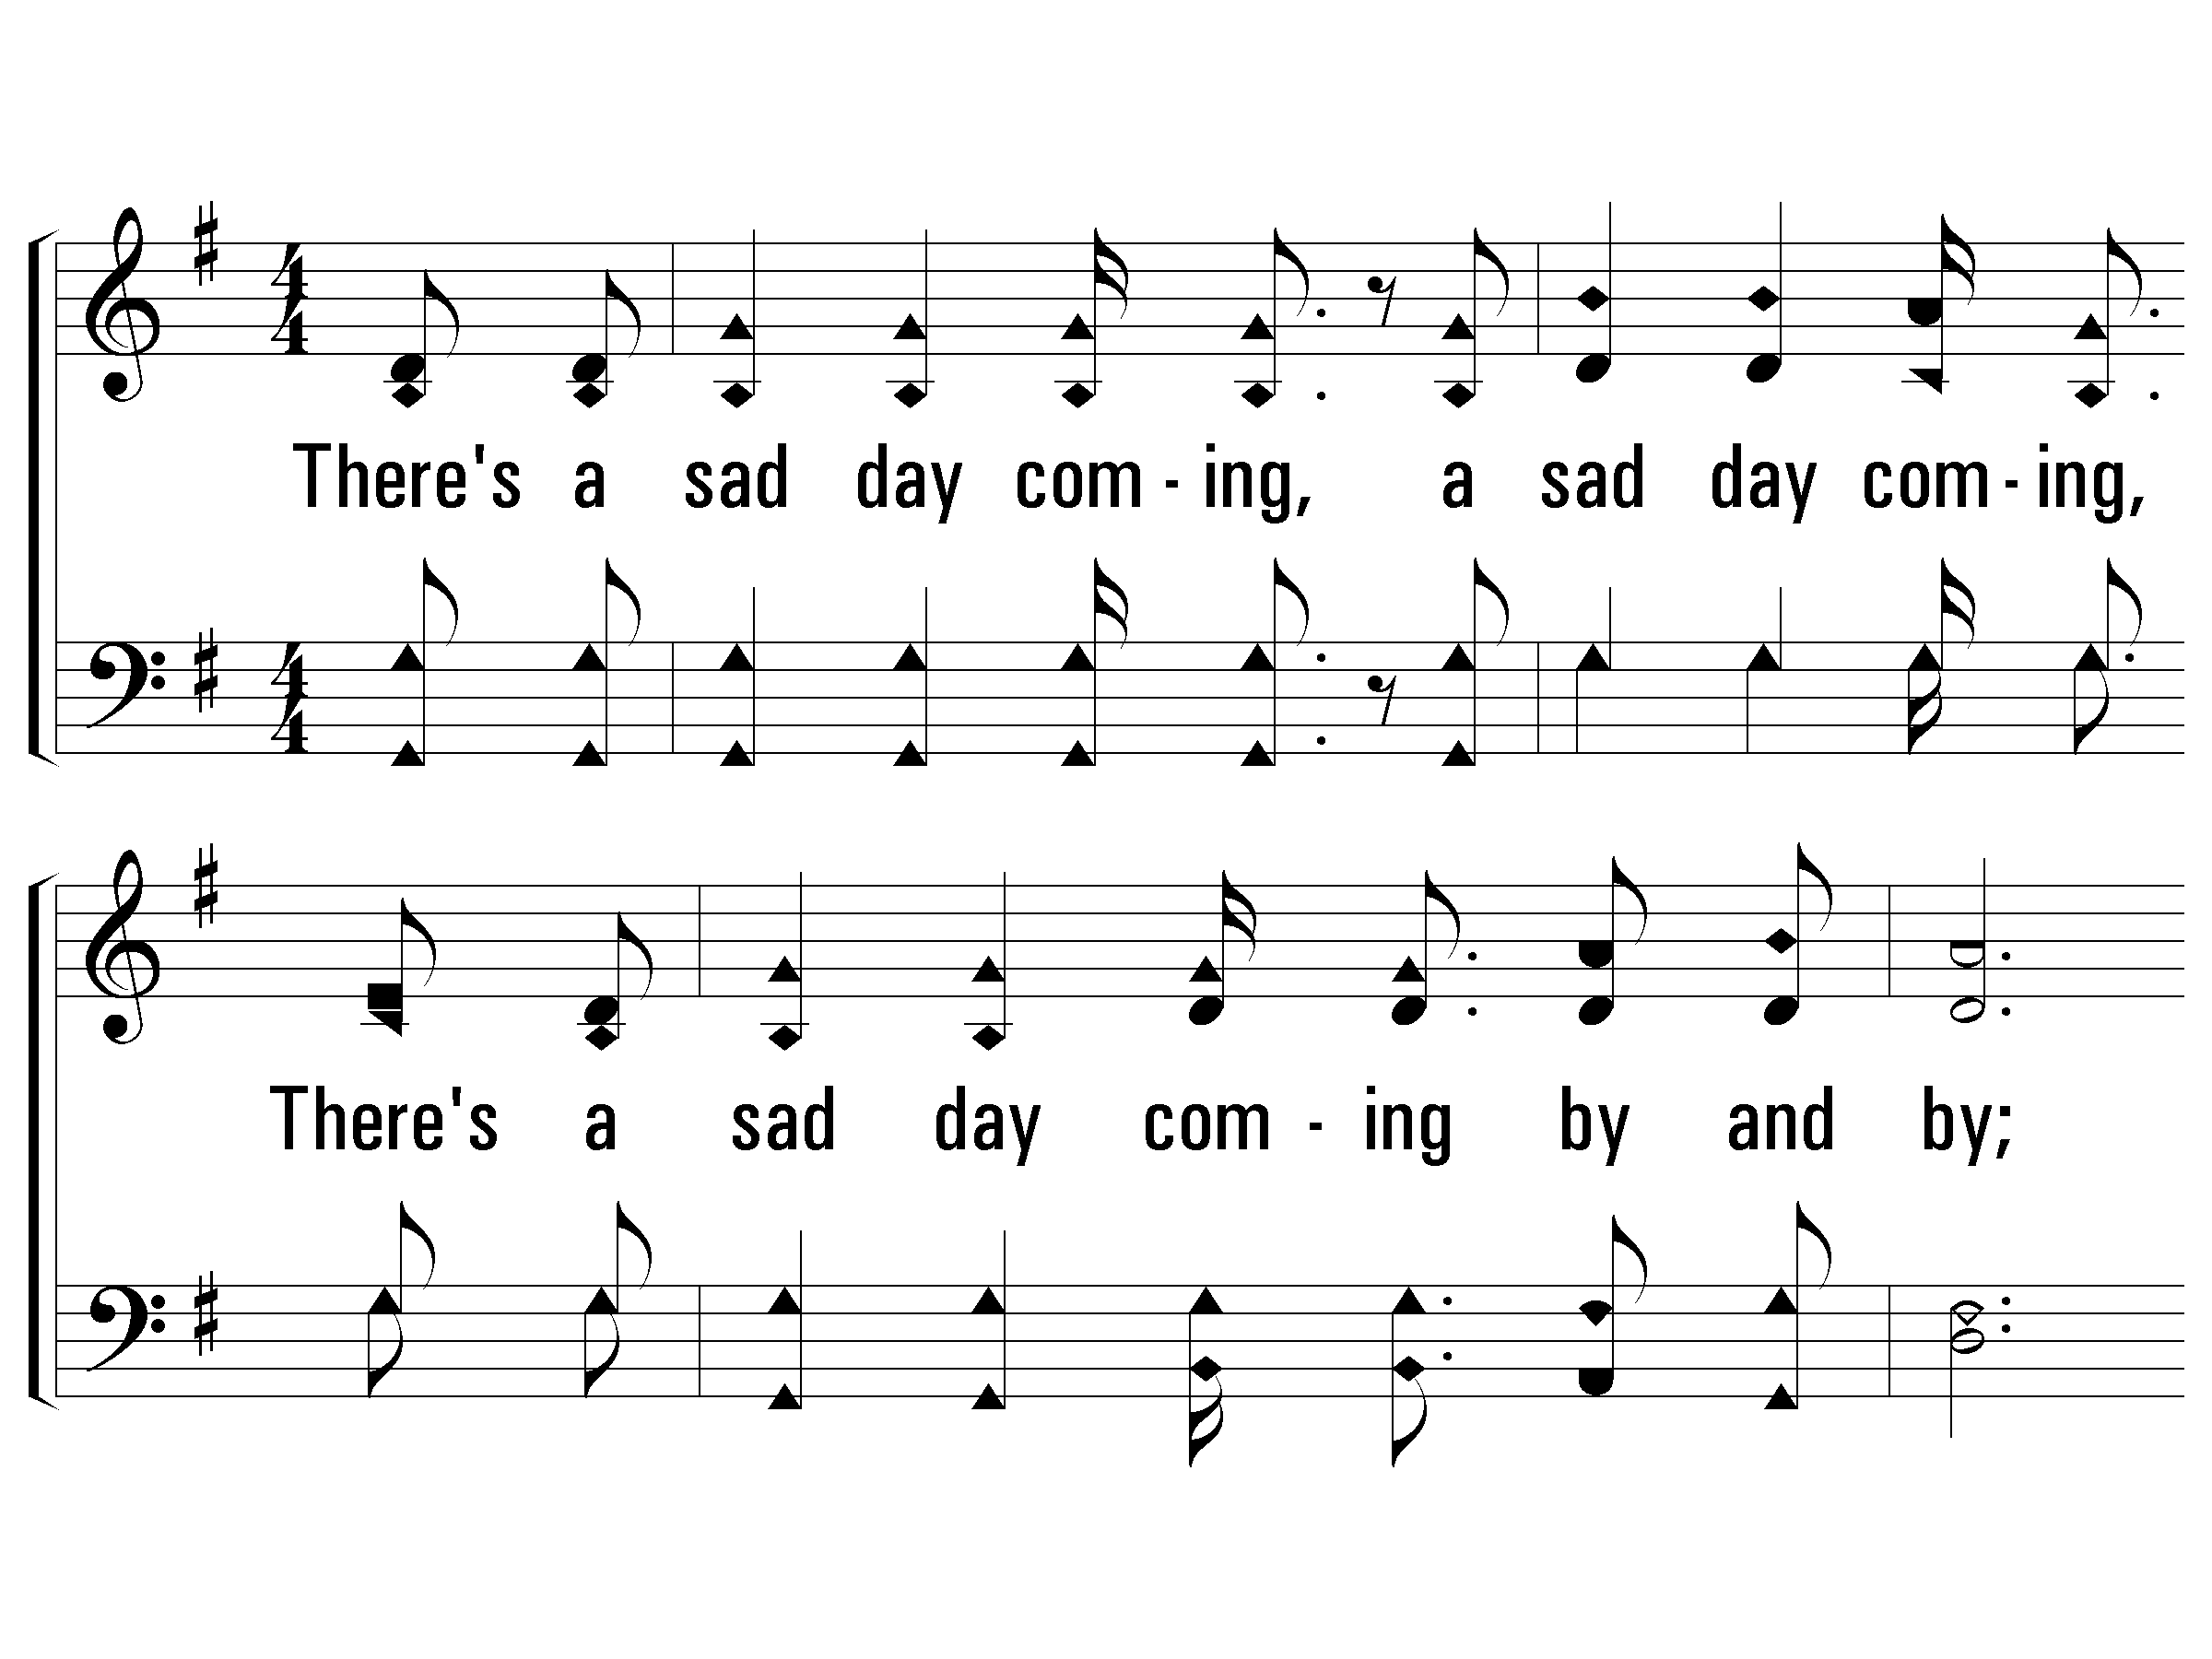 There's a sad day com - ing, a sad day com - ing,
There's a sad day com - ing by and by;